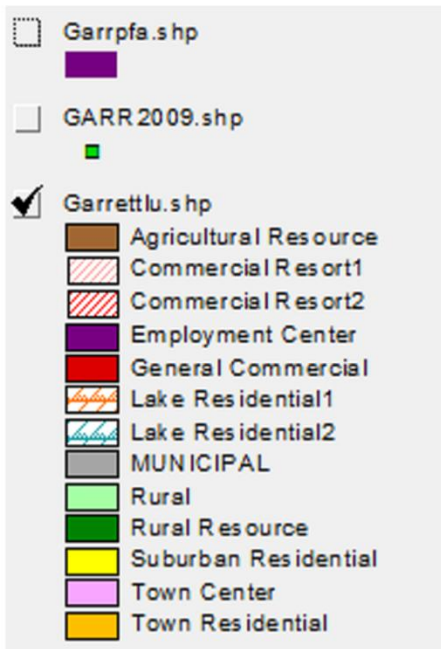 Garrpfa.shp
GARR2009.shp
Garrettlu.shp
Agricultural Resource
Commercial Resort1
Commercial Resort2
Employment Center
General Commercial
Lake Residential1
Lake Residential2
MUNICIPAL
Rural
Rural Resource
Suburban Residential
Town Center
Town Residential